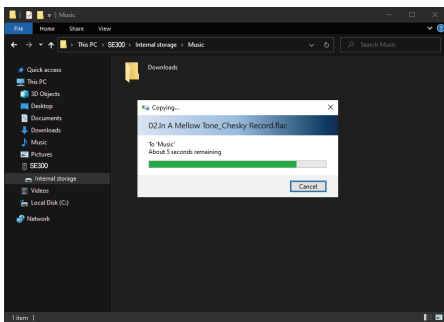 Music
File Home Share View
This PC > SE300 > Internal storage > Music
Search Music
Quick access
This PC
3D Objects
Desktop
Documents
Downloads
Music
Pictures
SE300
Internal storage
Videos
Local Disk (C:)
Network
Downloads
Copying...
02.In A Mellow Tone_Chesky Record.flac
To 'Music'
About 5 seconds remaining
Cancel
1 item